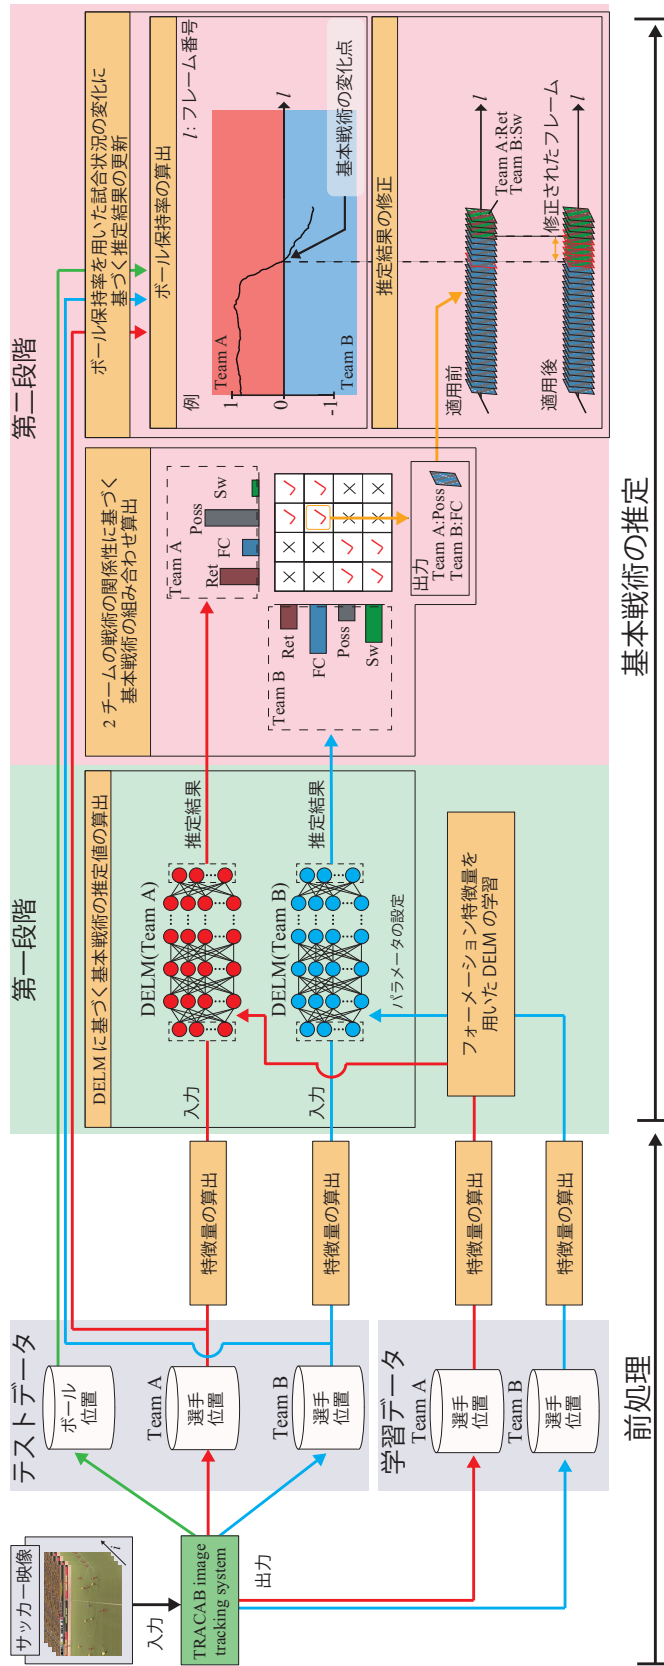 サッカー映像
i
入力
TRACAB image
tracking system
出力
テストデータ
ボール
位置
Team A
選手
位置
Team B
選手
位置
学習データ
Team A
選手
位置
Team B
選手
位置
特徴量の算出
特徴量の算出
特徴量の算出
特徴量の算出
前処理
第一段階
DELM に基づく基本戦術の推定値の算出
入力
DELM(Team A)
推定結果
入力
DELM(Team B)
推定結果
パラメータの設定
フォーメーション特徴量を
用いた DELM の学習
第二段階
2 チームの戦術の関係性に基づく
基本戦術の組み合わせ算出
Team A
Ret
FC
Poss
Sw
Team B
Ret
FC
Poss
Sw
出力
Team A:Poss
Team B:FC
ボール保持率を用いた試合状況の変化に
基づく推定結果の更新
ボール保持率の算出
例
l: フレーム番号
1
0
-1
Team A
Team B
l
基本戦術の変化点
推定結果の修正
適用前
l
Team A:Ret
Team B:Sw
修正されたフレーム
適用後
l
基本戦術の推定